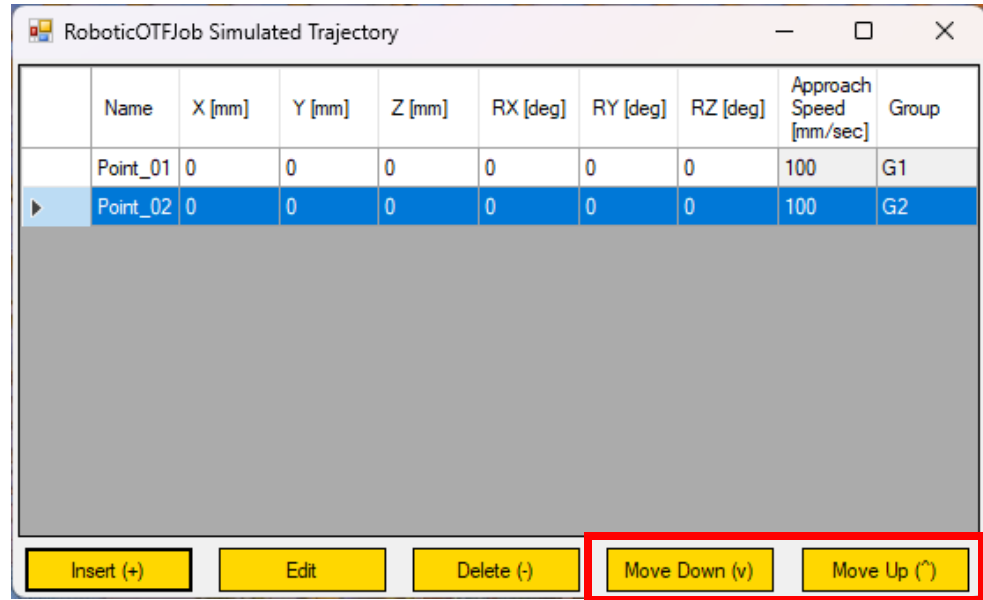 RoboticOTFJob Simulated Trajectory
Name X [mm] Y [mm] Z [mm] RX [deg] RY [deg] RZ [deg] Approach Speed [mm/sec] Group
Point_01 0 0 0 0 0 0 100 G1
Point_02 0 0 0 0 0 0 100 G2
Insert (+) Edit Delete (-) Move Down (v) Move Up (^)